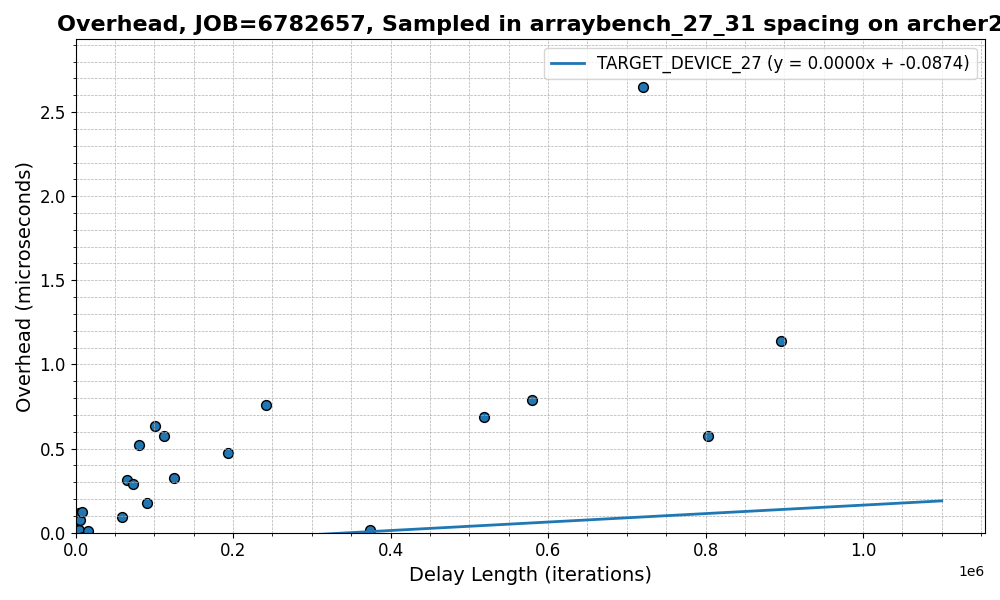 Overhead, JOB=6782657, Sampled in arraybench_27_31 spacing on archer2
TARGET_DEVICE_27 (y = 0.0000x + -0.0874)
Overhead (microseconds)
2.5
2.0
1.5
1.0
0.5
0.0
0.0 0.2 0.4 0.6 0.8 1.0
1e6
Delay Length (iterations)